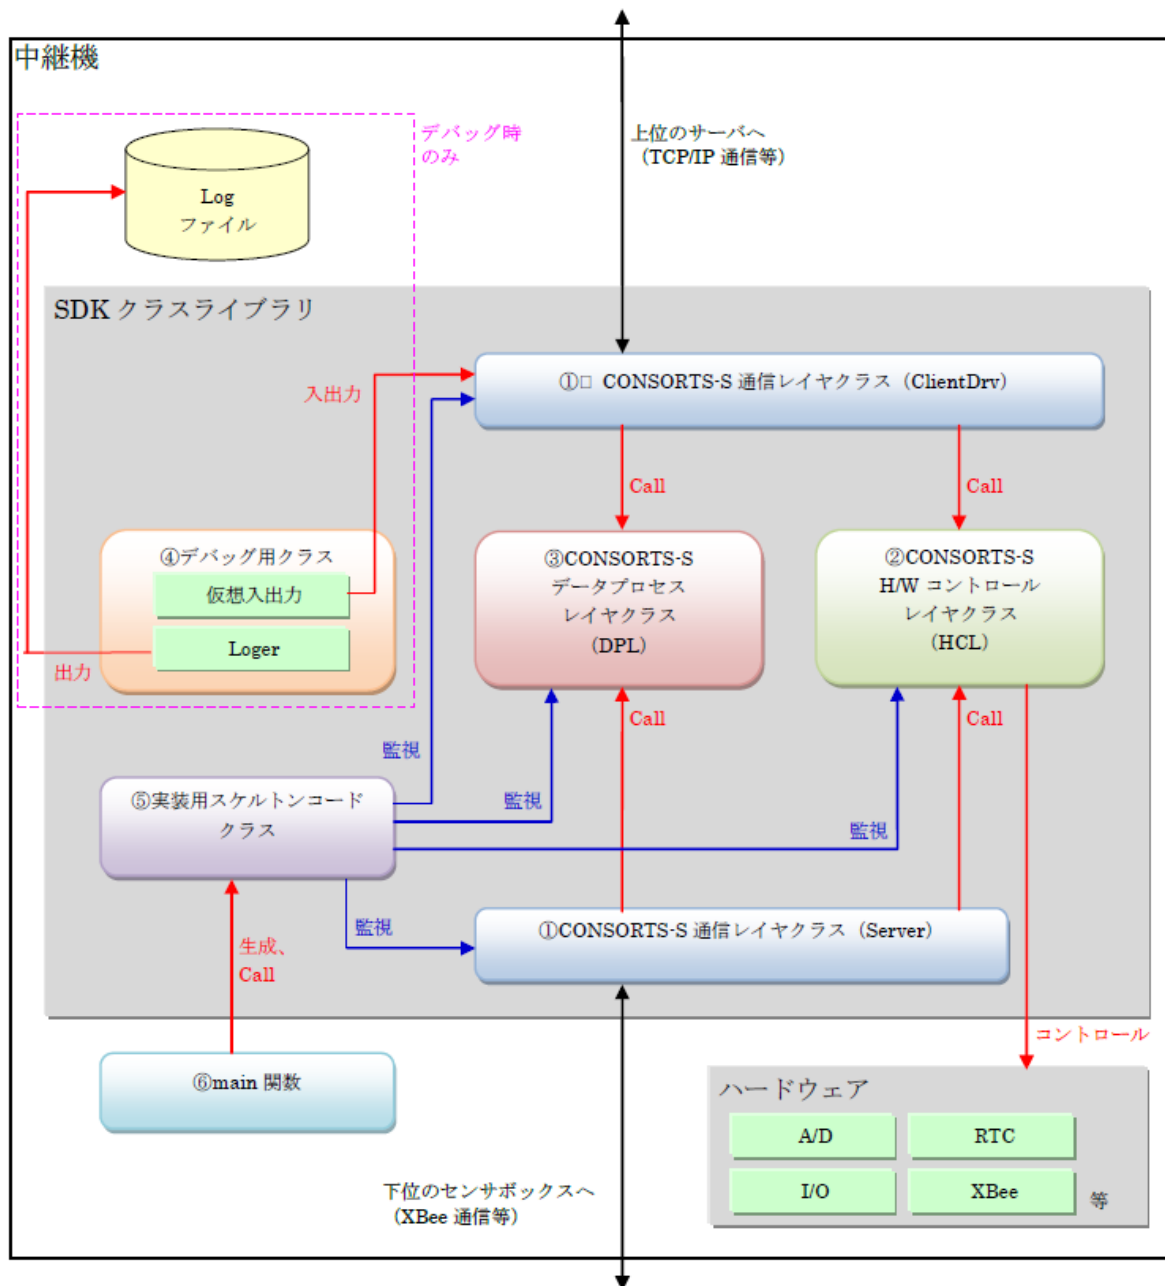 中継機
デバッグ時
のみ
上位のサーバへ
（TCP/IP 通信等）
Log
ファイル
SDK クラスライブラリ
①□ CONSORTS-S 通信レイヤクラス（ClientDrv）
入出力
Call
Call
④デバッグ用クラス
仮想入出力
Loger
出力
③CONSORTS-S
データプロセス
レイヤクラス
（DPL）
②CONSORTS-S
H/W コントロール
レイヤクラス
（HCL）
Call
Call
監視
監視
監視
⑤実装用スケルトンコード
クラス
監視
①CONSORTS-S 通信レイヤクラス（Server）
生成、
Call
コントロール
⑥main 関数
ハードウェア
A/D
RTC
I/O
XBee
等
下位のセンサボックスへ
（XBee 通信等）